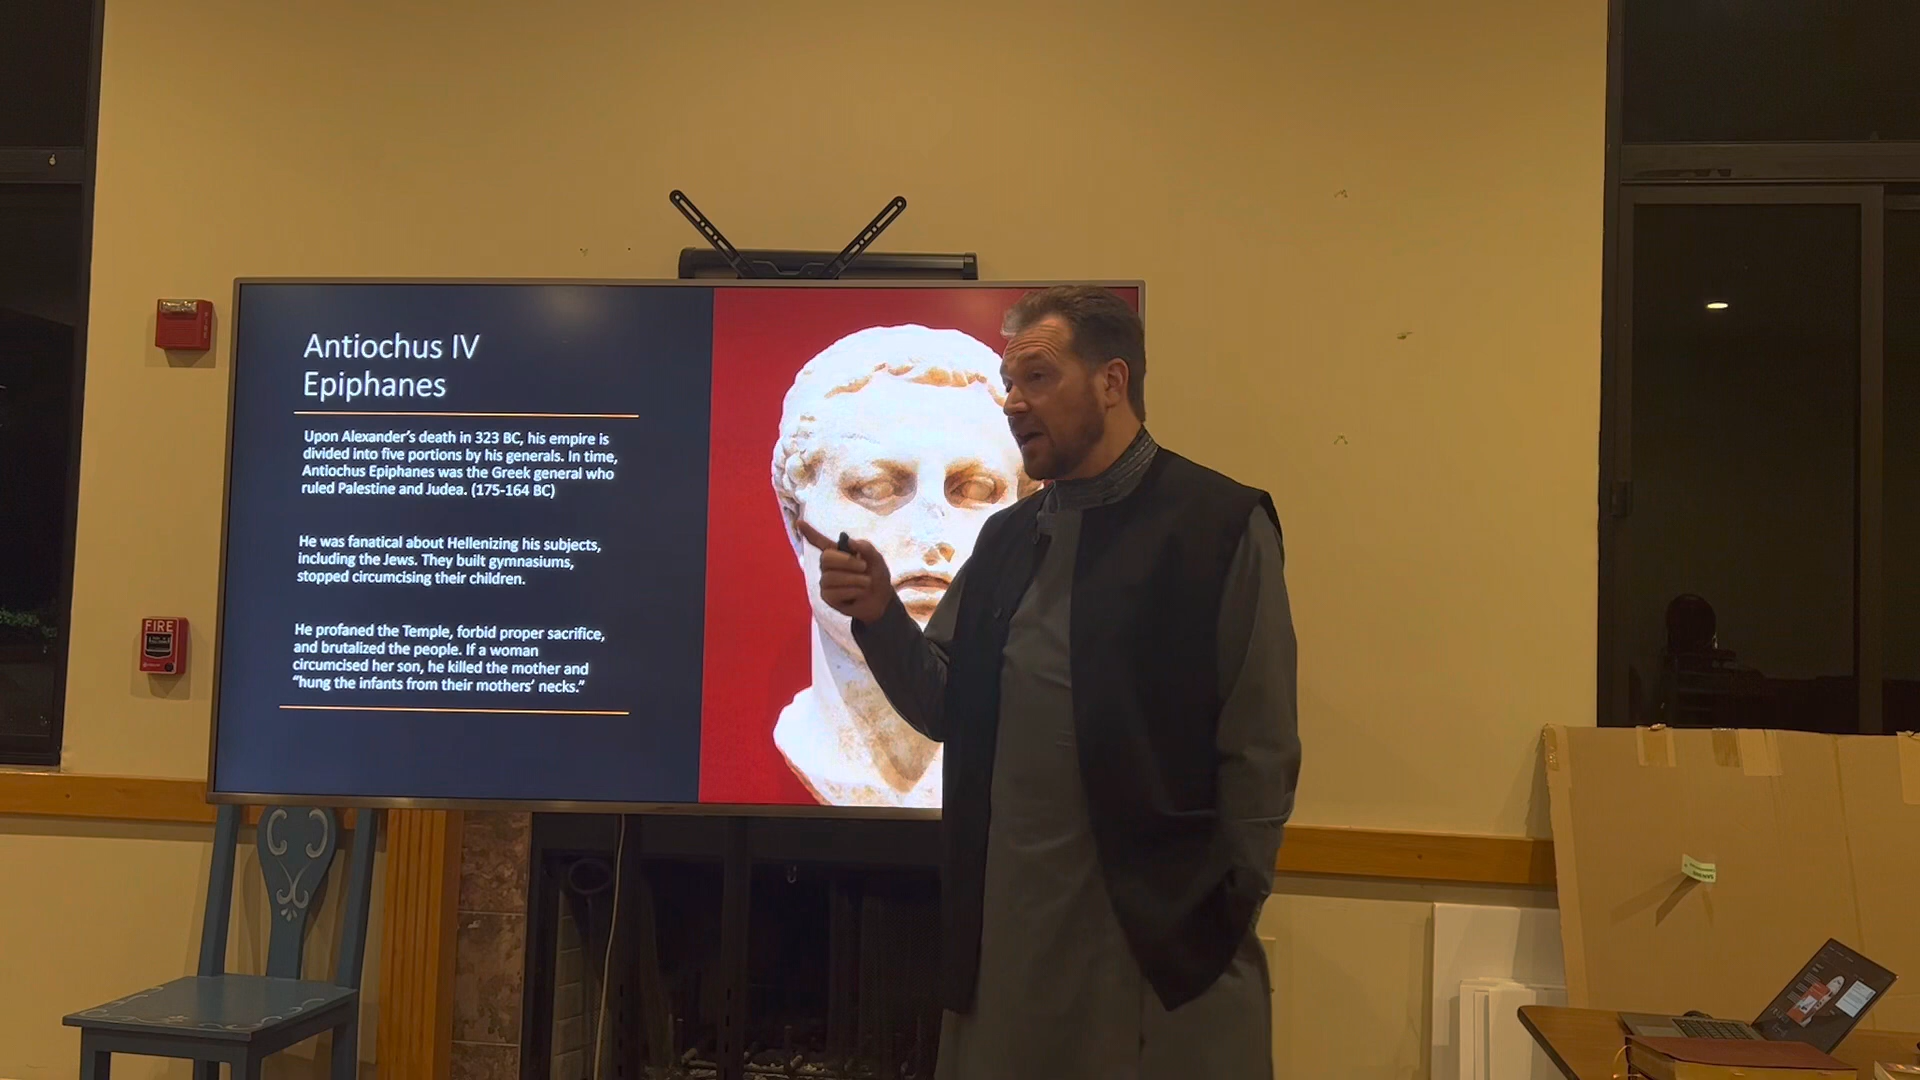 Antiochus IV
Epiphanes
Upon Alexander's death in 323 BC, his empire is
divided into five portions by his generals. In time,
Antiochus Epiphanes was the Greek general who
ruled Palestine and Judea. (175-164 BC)
He was fanatical about Hellenizing his subjects,
including the Jews. They built gymnasiums,
stopped circumcising their children.
He profaned the Temple, forbid proper sacrifice,
and brutalized the people. If a woman
circumcised her son, he killed the mother and
“hung the infants from their mothers’ necks.”
FIRE
FIRE